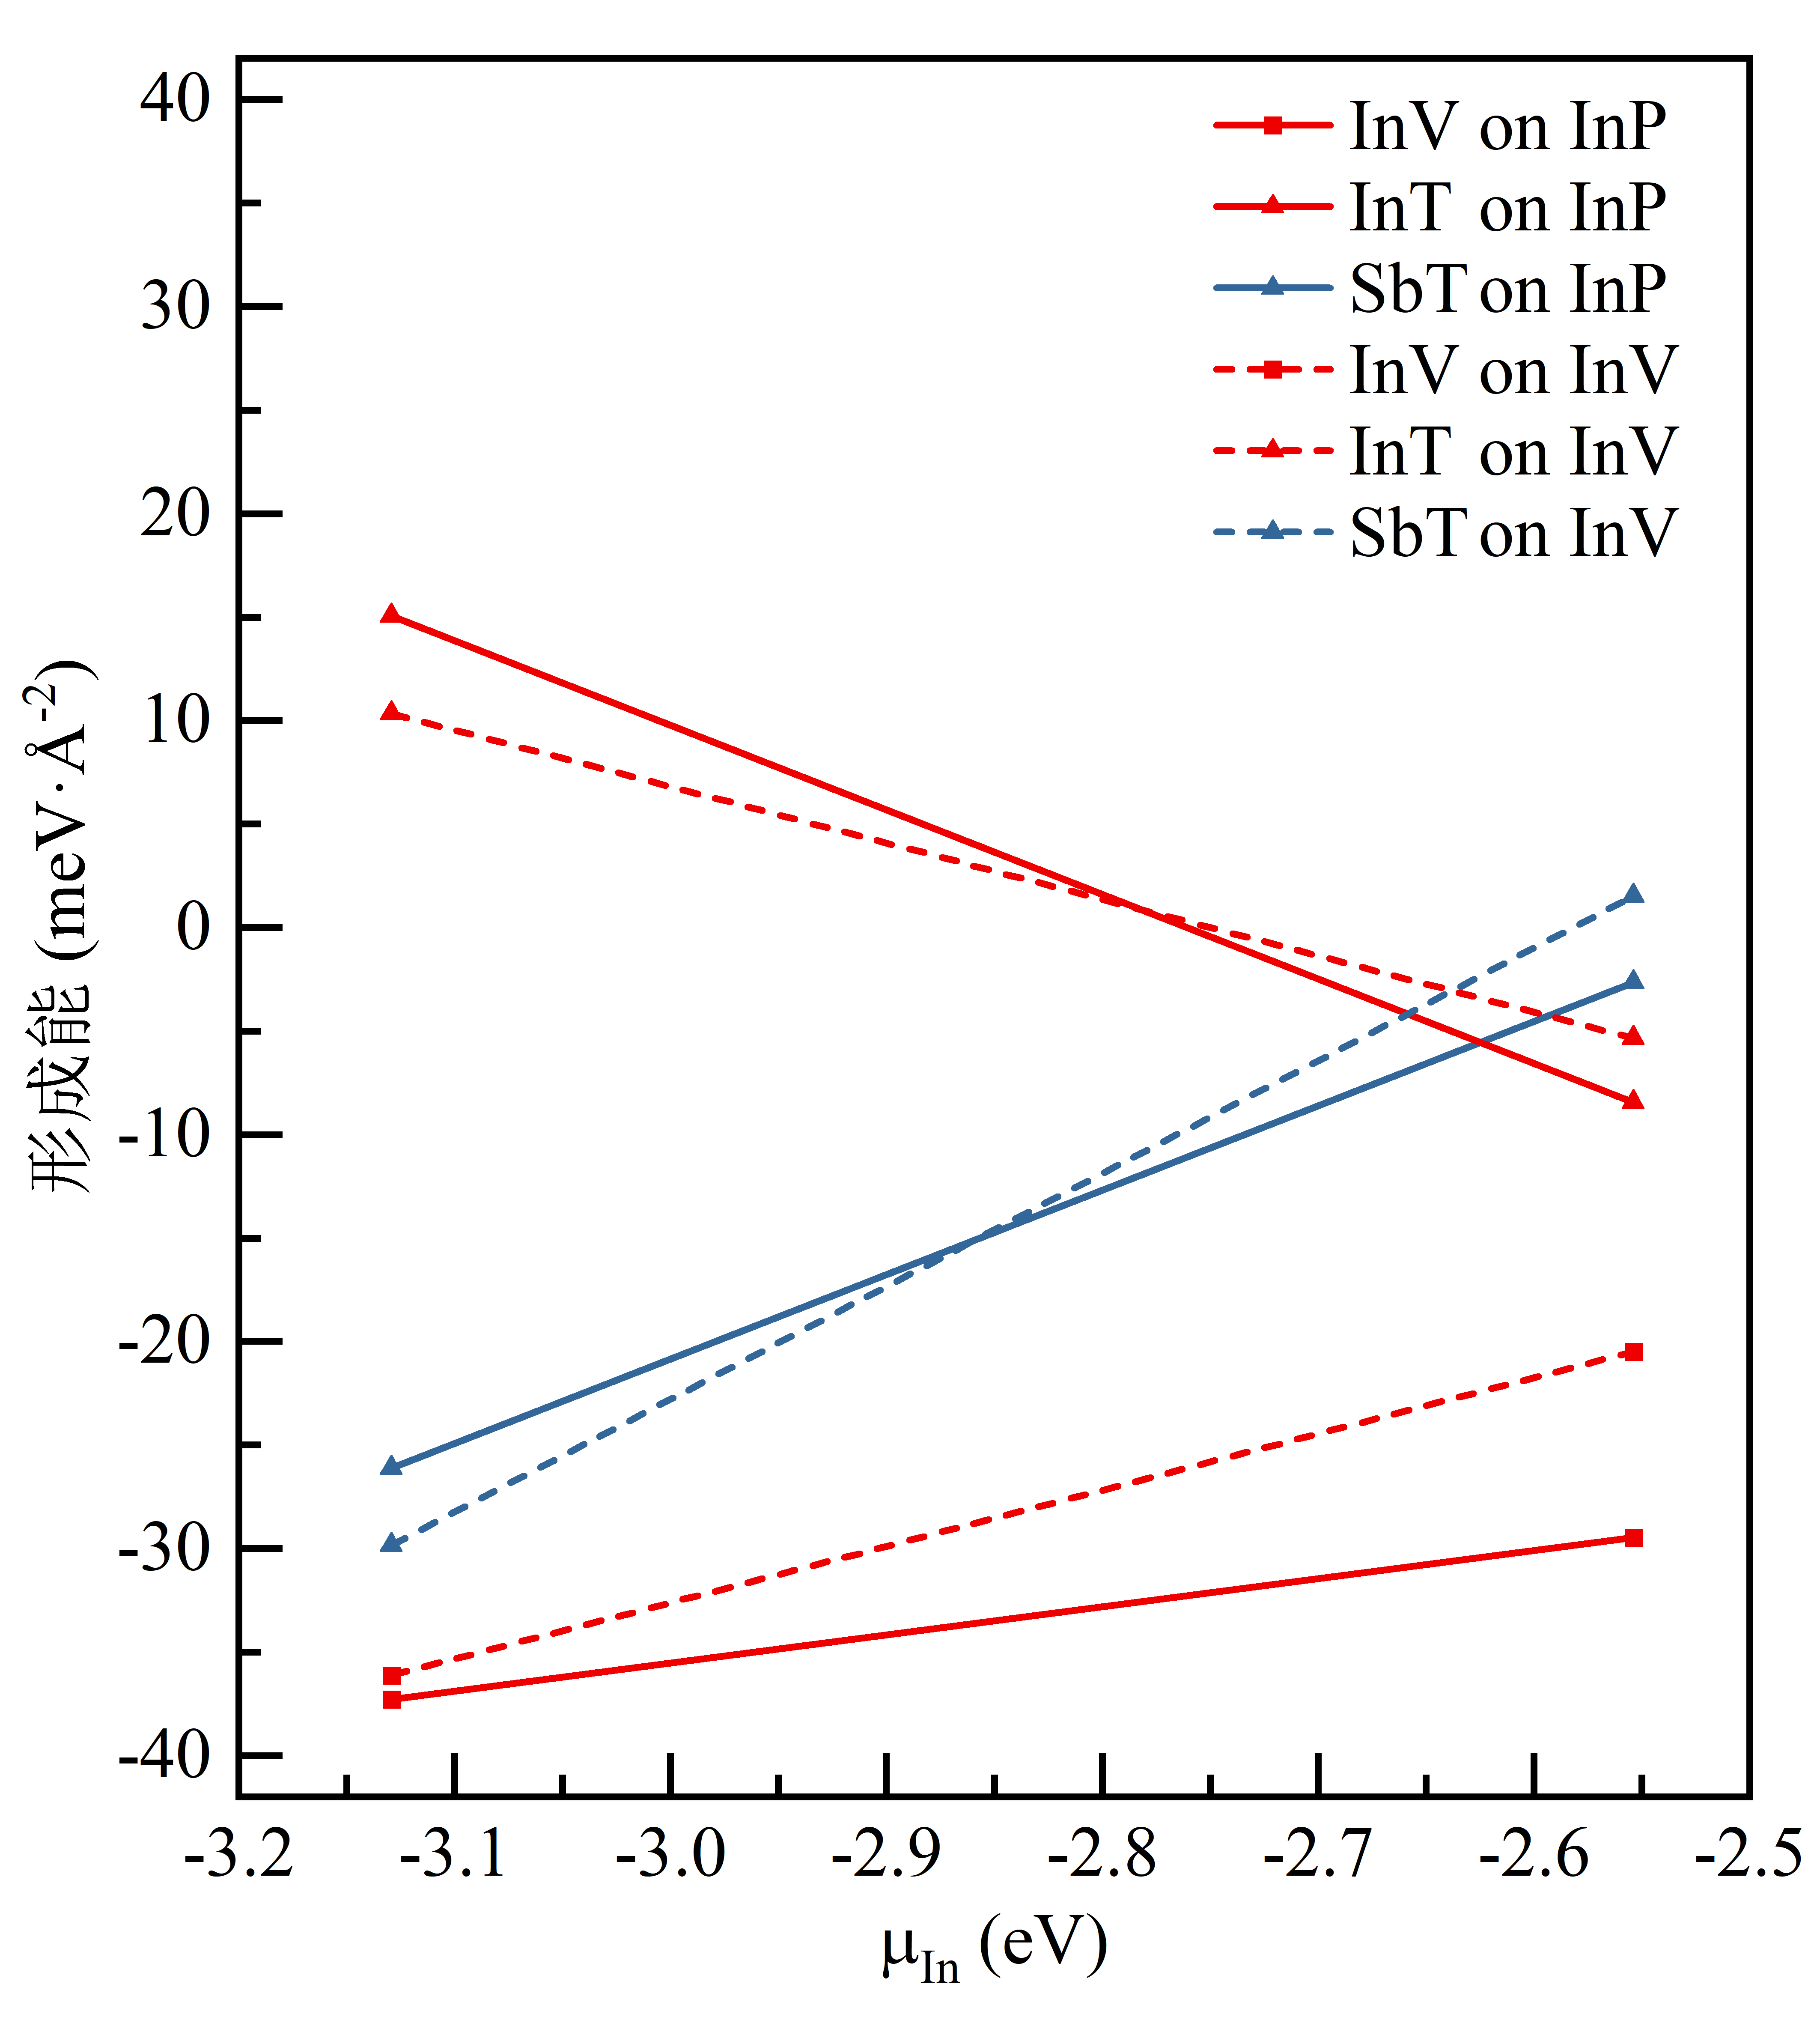 形成能 (meV·Å-2)
40
30
20
10
0
-10
-20
-30
-40
InV on InP
InT on InP
SbT on InP
InV on InV
InT on InV
SbT on InV
-3.2 -3.1 -3.0 -2.9 -2.8 -2.7 -2.6 -2.5
μIn (eV)